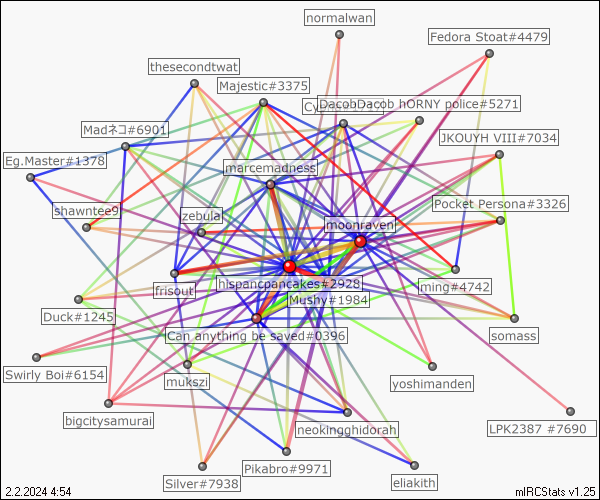 normalwan
Fedora Stoat#4479
thesecondtwat
Majestic#3375
DacobDacob hORNY police#5271
Madネコ#6901
JKOUYH VIII#7034
Eg.Master#1378
marcemadness
shawntee9
zebula
Pocket Persona#3326
moonraven
frisout
hispancpancakes#2928
ming#4742
Mushy#1984
Duck#1245
Can anything be saved#0396
somass
Swirly Boi#6154
mukszi
yoshimanden
bigcitysamurai
neokingghidorah
LPK2387 #7690
Pikabro#9971
Silver#7938
eliakith
2.2.2024 4:54
mIRCStats v1.25